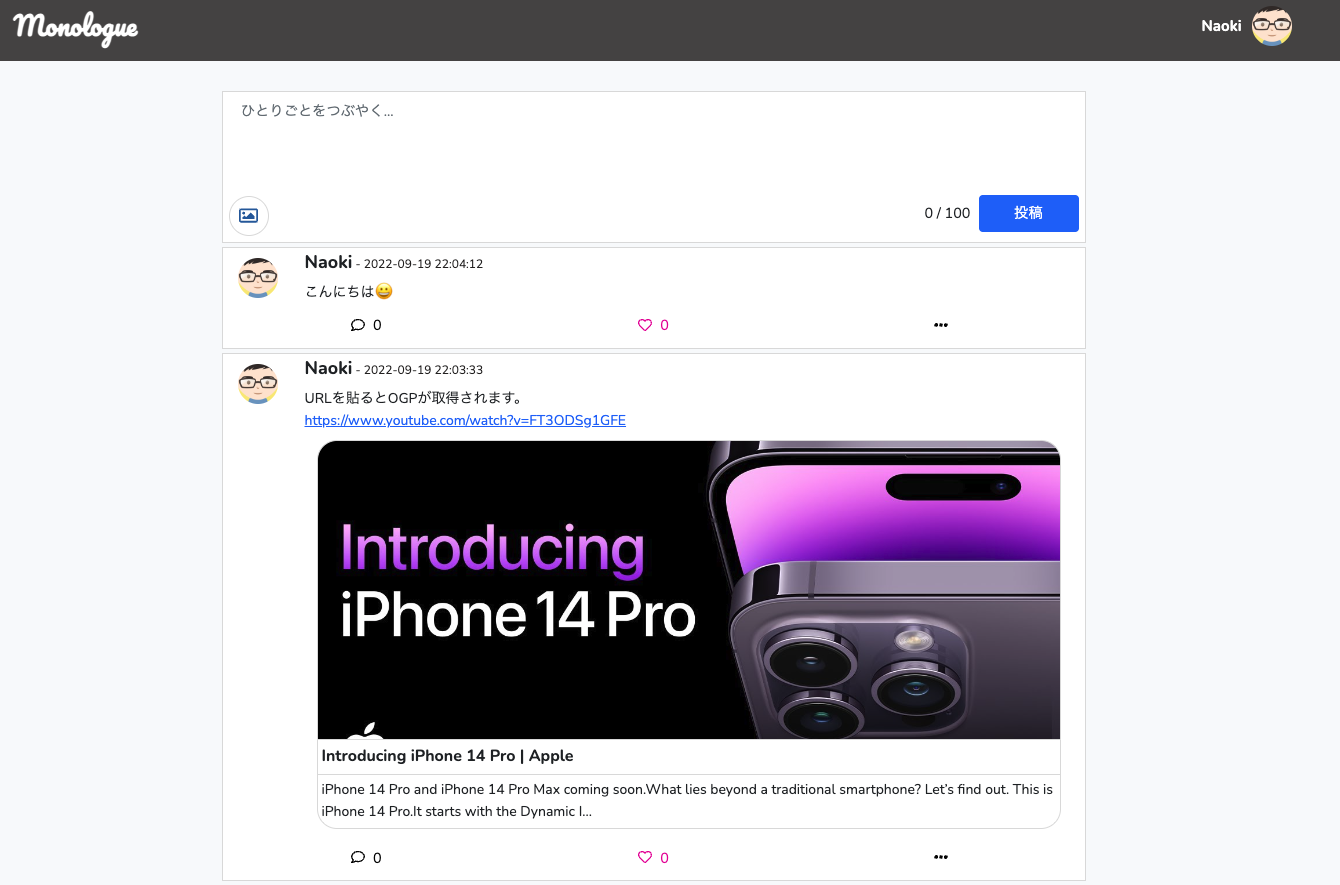 Monologue
Naoki
ひとりごとをつぶやく...
0 / 100
投稿
Naoki - 2022-09-19 22:04:12
こんにちは😀
0
0
Naoki - 2022-09-19 22:03:33
URLを貼るとOGPが取得されます。
https://www.youtube.com/watch?v=FT3ODSg1GFE
Introducing
iPhone 14 Pro
Introducing iPhone 14 Pro | Apple
iPhone 14 Pro and iPhone 14 Pro Max coming soon.What lies beyond a traditional smartphone? Let's find out. This is
iPhone 14 Pro.It starts with the Dynamic I...
0
0